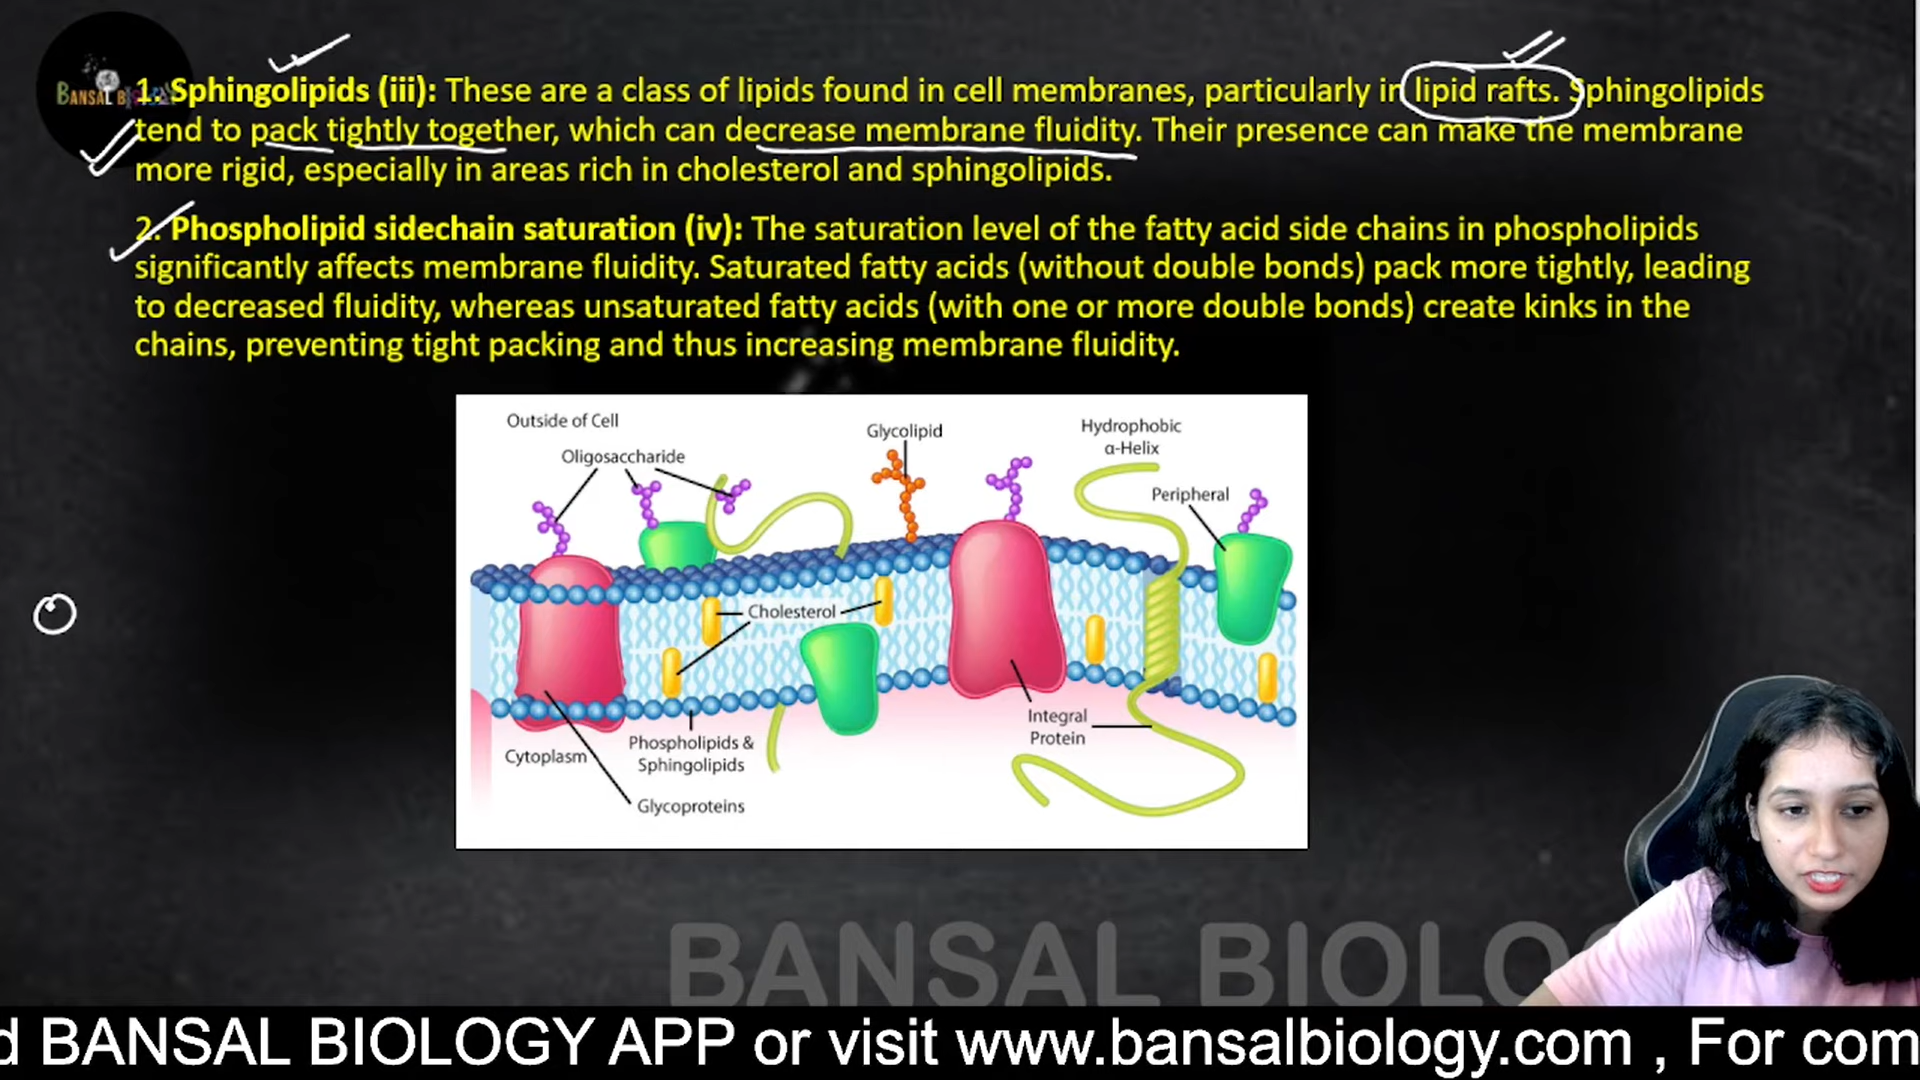 BANSAL B
1. Sphingolipids (iii): These are a class of lipids found in cell membranes, particularly in lipid rafts. Sphingolipids
tend to pack tightly together, which can decrease membrane fluidity. Their presence can make the membrane
more rigid, especially in areas rich in cholesterol and sphingolipids.
2. Phospholipid sidechain saturation (iv): The saturation level of the fatty acid side chains in phospholipids
significantly affects membrane fluidity. Saturated fatty acids (without double bonds) pack more tightly, leading
to decreased fluidity, whereas unsaturated fatty acids (with one or more double bonds) create kinks in the
chains, preventing tight packing and thus increasing membrane fluidity.
Outside of Cell
Oligosaccharide
Glycolipid
Hydrophobic
α-Helix
Peripheral
Cholesterol
Integral
Protein
Phospholipids &
Sphingolipids
Cytoplasm
Glycoproteins
BANSAL BIOLO
d BANSAL BIOLOGY APP or visit www.bansalbiology.com , For com